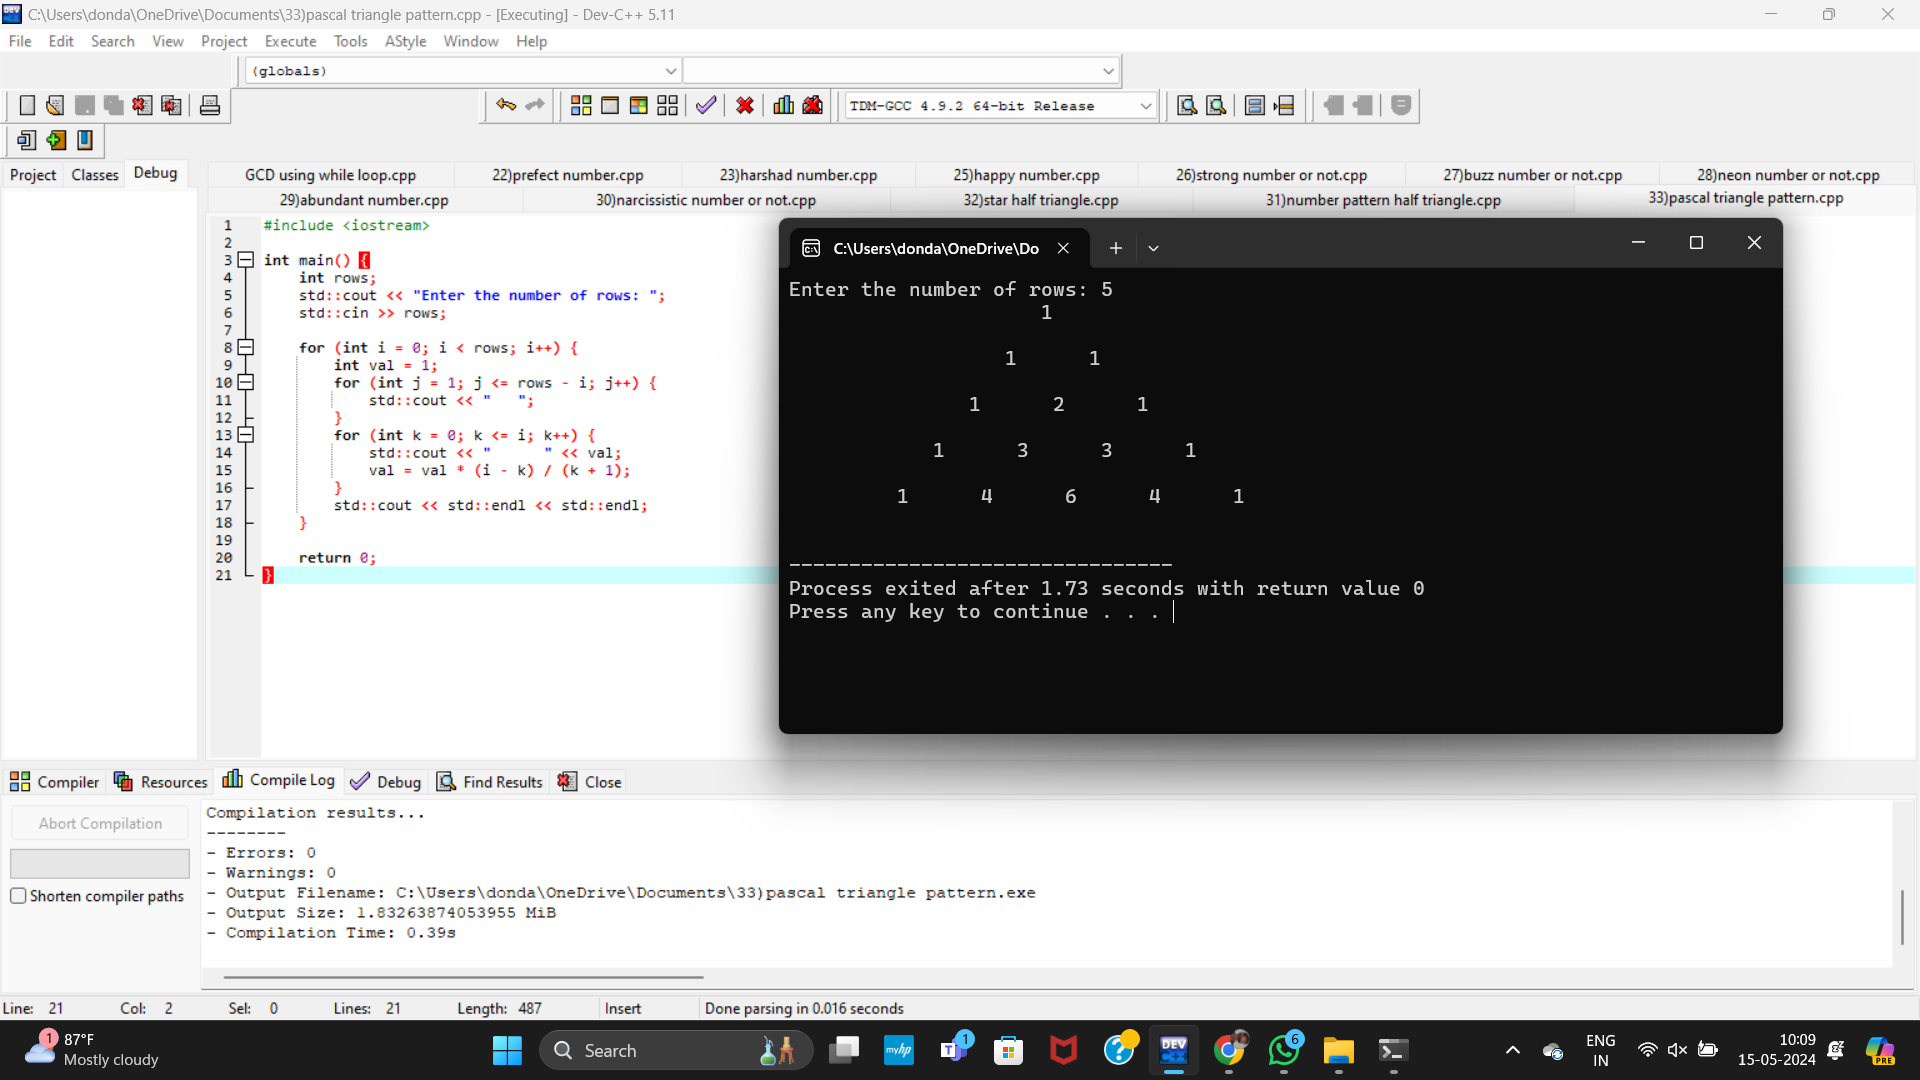 C:\Users\donda\OneDrive\Documents\33)pascal triangle pattern.cpp - [Executing] - Dev-C++ 5.11
File Edit Search View Project Execute Tools AStyle Window Help
(globals)
TDM-GCC 4.9.2 64-bit Release
Project Classes Debug
GCD using while loop.cpp 22)prefect number.cpp 23)harshad number.cpp 25)happy number.cpp 26)strong number or not.cpp 27)buzz number or not.cpp 28)neon number or not.cpp
29)abundant number.cpp 30)narcissistic number or not.cpp 32)star half triangle.cpp 31)number pattern half triangle.cpp 33)pascal triangle pattern.cpp
1 #include <iostream>
2
3 int main() {
4 int rows;
5 std::cout << "Enter the number of rows: ";
6 std::cin >> rows;
7
8 for (int i = 0; i < rows; i++) {
9 int val = 1;
10 for (int j = 1; j <= rows - i; j++) {
11 std::cout << "   ";
12 }
13 for (int k = 0; k <= i; k++) {
14 std::cout << "      " << val;
15 val = val * (i - k) / (k + 1);
16 }
17 std::cout << std::endl << std::endl;
18 }
19
20 return 0;
21 }
C:\Users\donda\OneDrive\Do
Enter the number of rows: 5
1
1 1
1 2 1
1 3 3 1
1 4 6 4 1
--------------------------------
Process exited after 1.73 seconds with return value 0
Press any key to continue . . .
Compiler Resources Compile Log Debug Find Results Close
Abort Compilation
Shorten compiler paths
Compilation results...
--------
- Errors: 0
- Warnings: 0
- Output Filename: C:\Users\donda\OneDrive\Documents\33)pascal triangle pattern.exe
- Output Size: 1.83263874053955 MiB
- Compilation Time: 0.39s
Line: 21 Col: 2 Sel: 0 Lines: 21 Length: 487 Insert Done parsing in 0.016 seconds
1 87°F
Mostly cloudy
Search
myhp
1
DEV
6
ENG
IN
10:09
15-05-2024
PRE